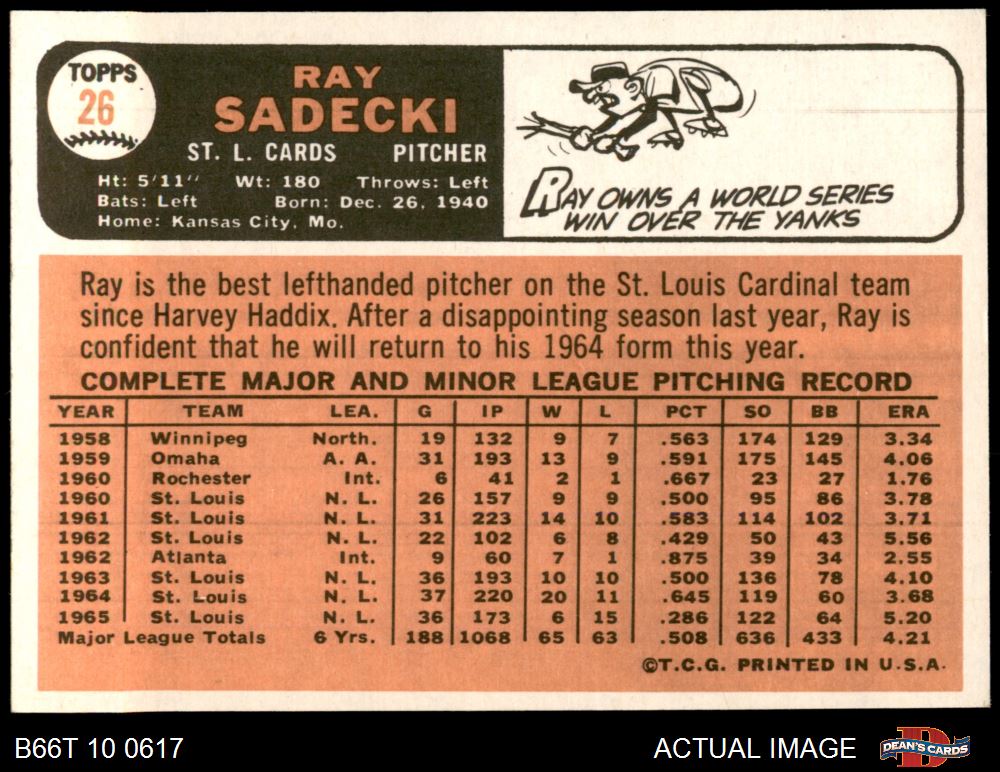 TOPPS
26
RAY
SADECKI
ST. L. CARDS PITCHER
Ht: 5'11" Wt: 180 Throws: Left
Bats: Left Born: Dec. 26, 1940
Home: Kansas City, Mo.
RAY OWNS A WORLD SERIES
WIN OVER THE YANKS
Ray is the best lefthanded pitcher on the St. Louis Cardinal team
since Harvey Haddix. After a disappointing season last year, Ray is
confident that he will return to his 1964 form this year.
COMPLETE MAJOR AND MINOR LEAGUE PITCHING RECORD
YEAR TEAM LEA. G IP W L PCT SO BB ERA
1958 Winnipeg North. 19 132 9 7 .563 174 129 3.34
1959 Omaha A. A. 31 193 13 9 .591 175 145 4.06
1960 Rochester Int. 6 41 2 1 .667 23 27 1.76
1960 St. Louis N. L. 26 157 9 9 .500 95 86 3.78
1961 St. Louis N. L. 31 223 14 10 .583 114 102 3.71
1962 St. Louis N. L. 22 102 6 8 .429 50 43 5.56
1962 Atlanta Int. 9 60 7 1 .875 39 34 2.55
1963 St. Louis N. L. 36 193 10 10 .500 136 78 4.10
1964 St. Louis N. L. 37 220 20 11 .645 119 60 3.68
1965 St. Louis N. L. 36 173 6 15 .286 122 64 5.20
Major League Totals 6 Yrs. 188 1068 65 63 .508 636 433 4.21
©T.C.G. PRINTED IN U.S.A.
B66T 10 0617 ACTUAL IMAGE DEAN'S CARDS